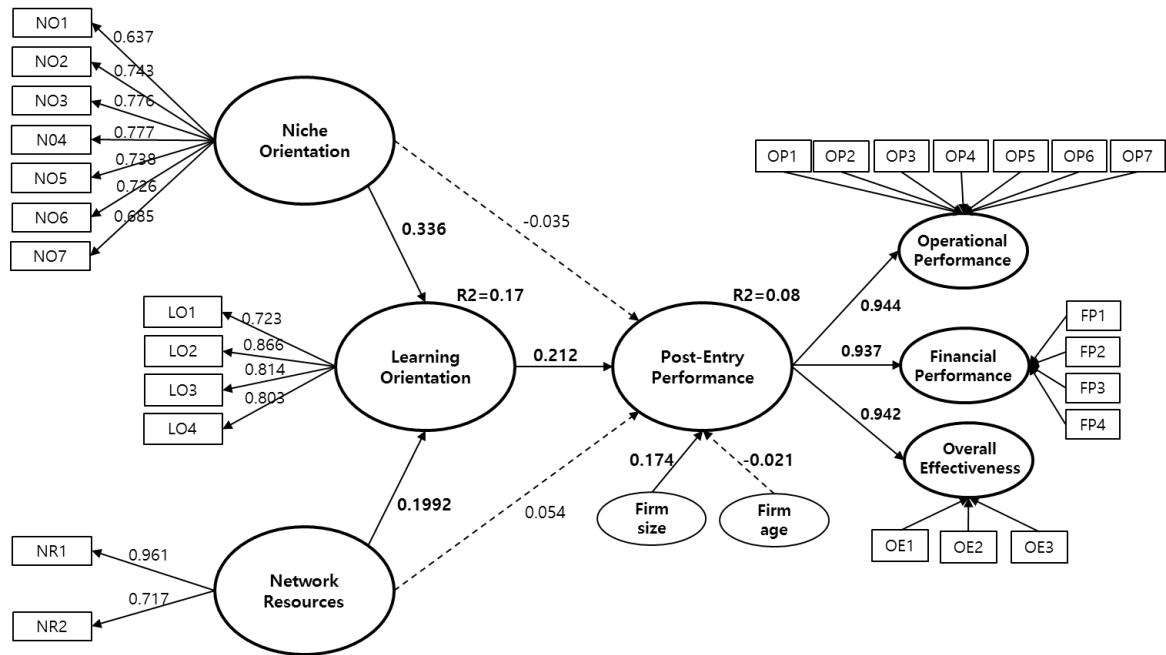 NO1
NO2
NO3
N04
NO5
NO6
NO7
0.637
0.743
0.776
0.777
0.738
0.726
0.685
Niche
Orientation
0.336
-0.035
R2=0.17
LO1
LO2
LO3
LO4
0.723
0.866
0.814
0.803
Learning
Orientation
0.212
R2=0.08
Post-Entry
Performance
0.174
-0.021
Firm
size
Firm
age
0.1992
0.054
NR1
NR2
0.961
0.717
Network
Resources
OP1
OP2
OP3
OP4
OP5
OP6
OP7
Operational
Performance
0.944
0.937
0.942
Financial
Performance
FP1
FP2
FP3
FP4
Overall
Effectiveness
OE1
OE2
OE3